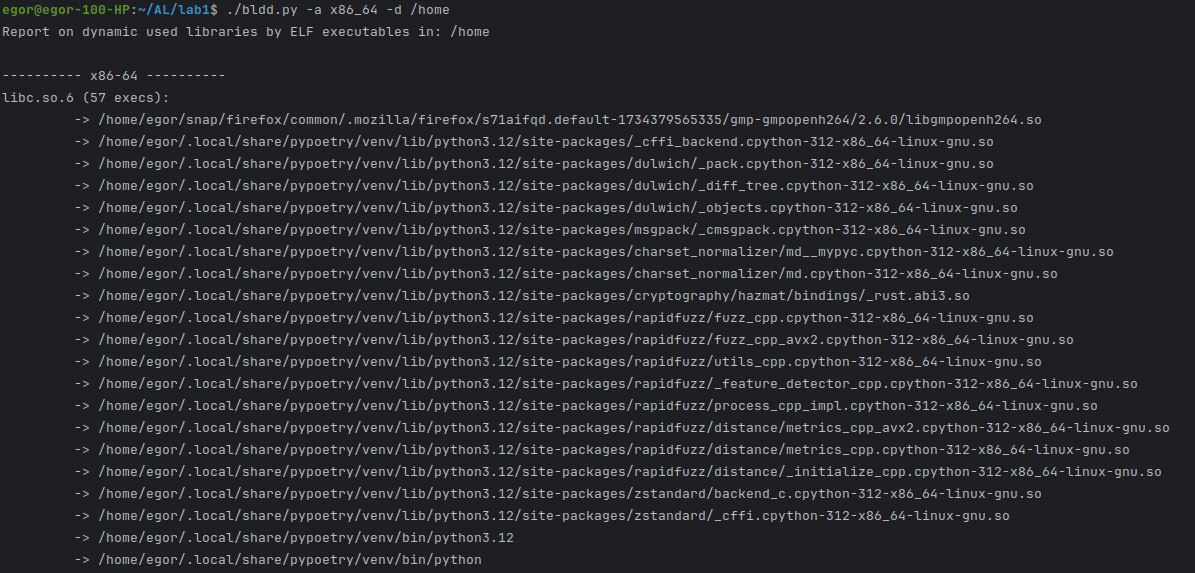 egor@egor-100-HP:~/AL/lab1$ ./bldd.py -a x86_64 -d /home
Report on dynamic used libraries by ELF executables in: /home
---------- x86-64 ----------
libc.so.6 (57 execs):
-> /home/egor/snap/firefox/common/.mozilla/firefox/s71aifqd.default-1734379565335/gmp-gmpopenh264/2.6.0/libgmpopenh264.so
-> /home/egor/.local/share/pypoetry/venv/lib/python3.12/site-packages/_cffi_backend.cpython-312-x86_64-linux-gnu.so
-> /home/egor/.local/share/pypoetry/venv/lib/python3.12/site-packages/dulwich/_pack.cpython-312-x86_64-linux-gnu.so
-> /home/egor/.local/share/pypoetry/venv/lib/python3.12/site-packages/dulwich/_diff_tree.cpython-312-x86_64-linux-gnu.so
-> /home/egor/.local/share/pypoetry/venv/lib/python3.12/site-packages/dulwich/_objects.cpython-312-x86_64-linux-gnu.so
-> /home/egor/.local/share/pypoetry/venv/lib/python3.12/site-packages/msgpack/_cmsgpack.cpython-312-x86_64-linux-gnu.so
-> /home/egor/.local/share/pypoetry/venv/lib/python3.12/site-packages/charset_normalizer/md__mypyc.cpython-312-x86_64-linux-gnu.so
-> /home/egor/.local/share/pypoetry/venv/lib/python3.12/site-packages/charset_normalizer/md.cpython-312-x86_64-linux-gnu.so
-> /home/egor/.local/share/pypoetry/venv/lib/python3.12/site-packages/cryptography/hazmat/bindings/_rust.abi3.so
-> /home/egor/.local/share/pypoetry/venv/lib/python3.12/site-packages/rapidfuzz/fuzz_cpp.cpython-312-x86_64-linux-gnu.so
-> /home/egor/.local/share/pypoetry/venv/lib/python3.12/site-packages/rapidfuzz/fuzz_cpp_avx2.cpython-312-x86_64-linux-gnu.so
-> /home/egor/.local/share/pypoetry/venv/lib/python3.12/site-packages/rapidfuzz/utils_cpp.cpython-312-x86_64-linux-gnu.so
-> /home/egor/.local/share/pypoetry/venv/lib/python3.12/site-packages/rapidfuzz/_feature_detector_cpp.cpython-312-x86_64-linux-gnu.so
-> /home/egor/.local/share/pypoetry/venv/lib/python3.12/site-packages/rapidfuzz/process_cpp_impl.cpython-312-x86_64-linux-gnu.so
-> /home/egor/.local/share/pypoetry/venv/lib/python3.12/site-packages/rapidfuzz/distance/metrics_cpp_avx2.cpython-312-x86_64-linux-gnu.so
-> /home/egor/.local/share/pypoetry/venv/lib/python3.12/site-packages/rapidfuzz/distance/metrics_cpp.cpython-312-x86_64-linux-gnu.so
-> /home/egor/.local/share/pypoetry/venv/lib/python3.12/site-packages/rapidfuzz/distance/_initialize_cpp.cpython-312-x86_64-linux-gnu.so
-> /home/egor/.local/share/pypoetry/venv/lib/python3.12/site-packages/zstandard/backend_c.cpython-312-x86_64-linux-gnu.so
-> /home/egor/.local/share/pypoetry/venv/lib/python3.12/site-packages/zstandard/_cffi.cpython-312-x86_64-linux-gnu.so
-> /home/egor/.local/share/pypoetry/venv/bin/python3.12
-> /home/egor/.local/share/pypoetry/venv/bin/python